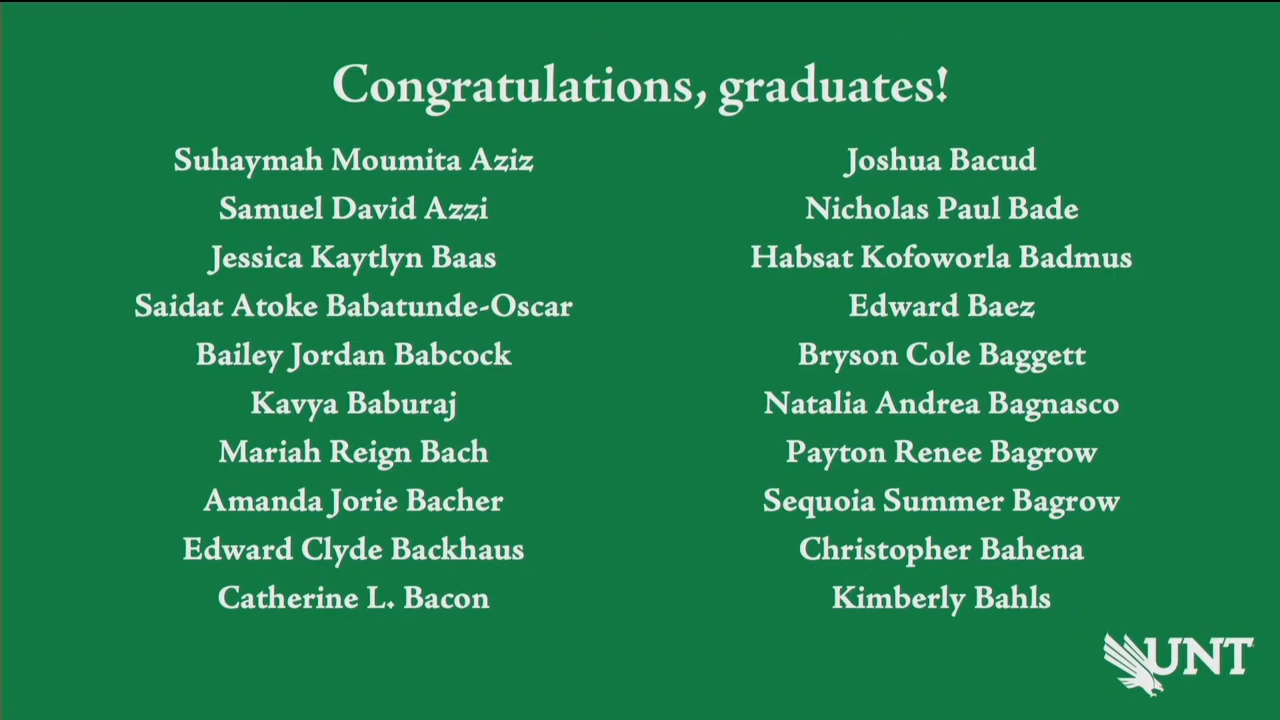 Congratulations, graduates!
Suhaymah Moumita Aziz
Samuel David Azzi
Jessica Kaytlyn Baas
Saidat Atoke Babatunde-Oscar
Bailey Jordan Babcock
Kavya Baburaj
Mariah Reign Bach
Amanda Jorie Bacher
Edward Clyde Backhaus
Catherine L. Bacon
Joshua Bacud
Nicholas Paul Bade
Habsat Kofoworla Badmus
Edward Baez
Bryson Cole Baggett
Natalia Andrea Bagnasco
Payton Renee Bagrow
Sequoia Summer Bagrow
Christopher Bahena
Kimberly Bahls
UNT